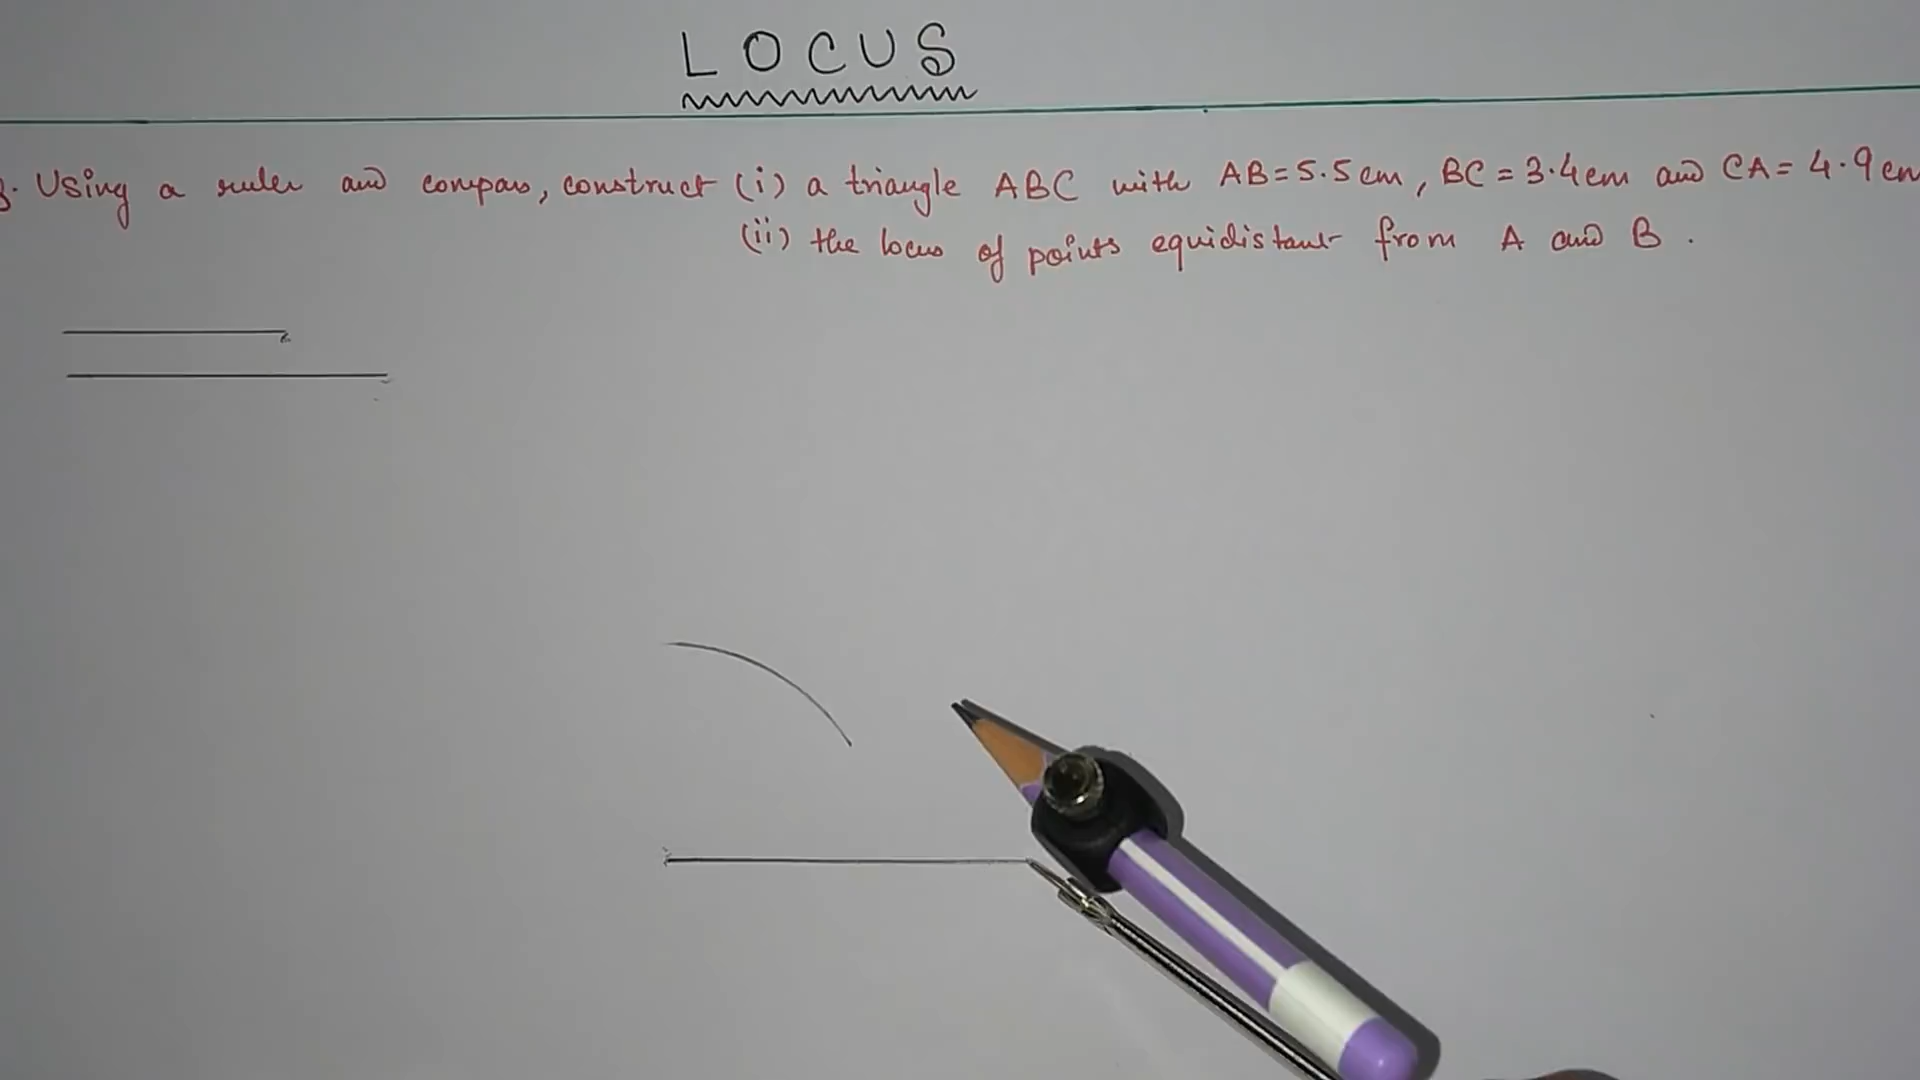 LOCUS
3. Using a ruler and compass, construct (i) a triangle ABC with AB = 5.5 cm, BC = 3.4 cm and CA = 4.9 cm
(ii) the locus of points equidistant from A and B.